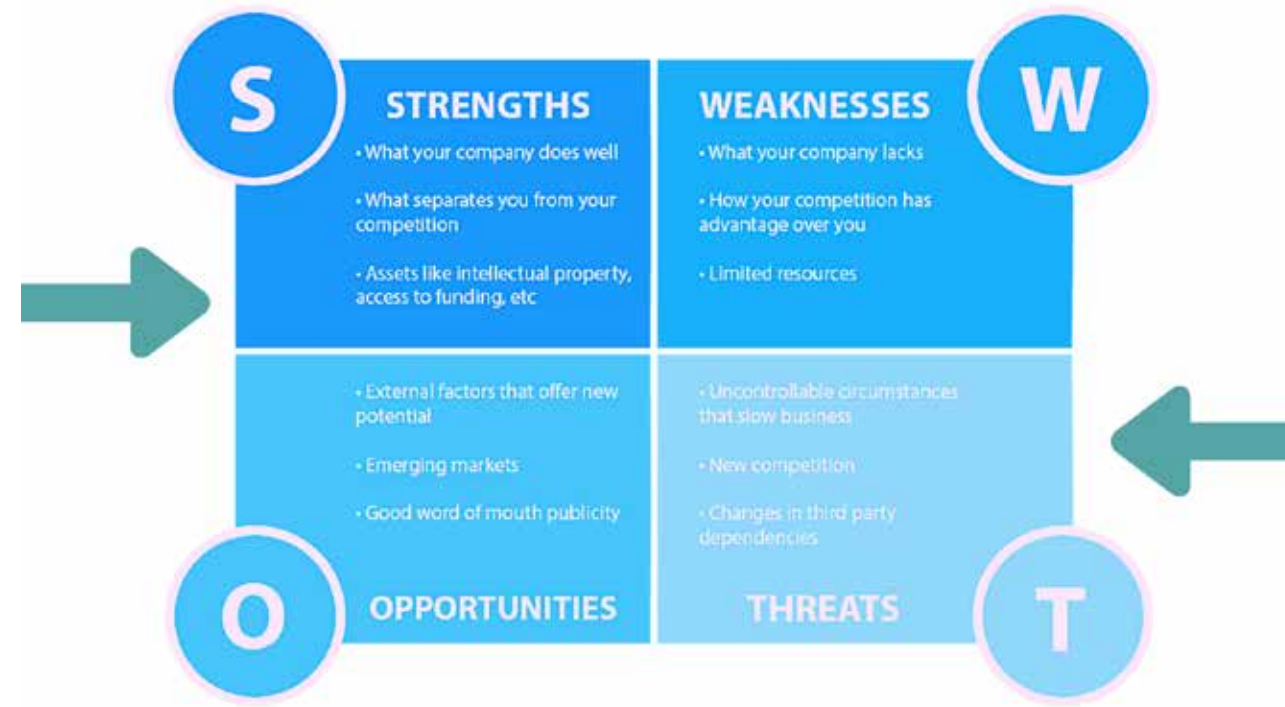 S
STRENGTHS
• What your company does well
• What separates you from your
competition
• Assets like intellectual property,
access to funding, etc
W
WEAKNESSES
• What your company lacks
• How your competition has
advantage over you
• Limited resources
• External factors that offer new
potential
• Emerging markets
• Good word of mouth publicity
O
OPPORTUNITIES
• Uncontrollable circumstances
that slow business
• New competition
• Changes in third party
dependencies
THREATS
T